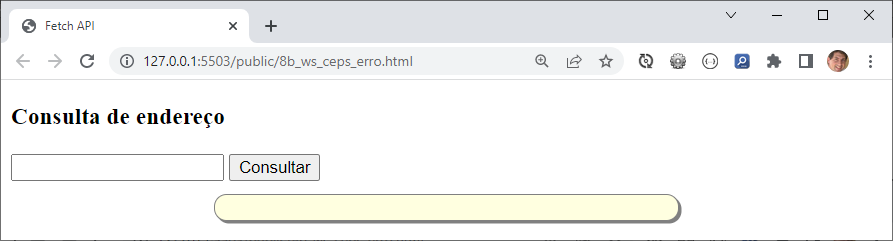 Fetch API
127.0.0.1:5503/public/8b_ws_ceps_erro.html
Consulta de endereço
Consultar